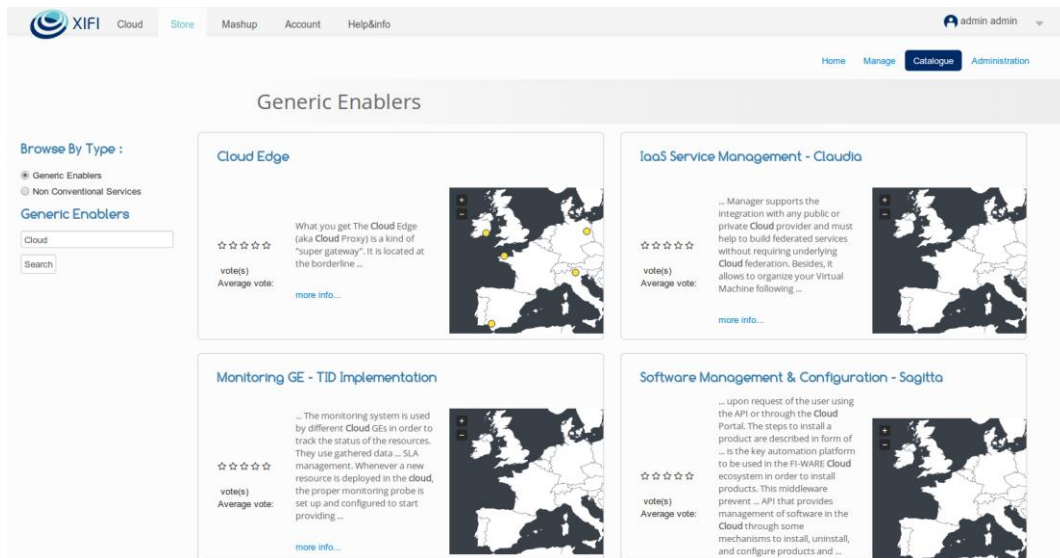 XIFI
Cloud
Store
Mashup
Account
Help&info
admin admin
Home
Manage
Catalogue
Administration
Generic Enablers
Browse By Type :
Generic Enablers
Non Conventional Services
Generic Enablers
Cloud
Search
Cloud Edge
vote(s)
Average vote:
What you get The Cloud Edge
(aka Cloud Proxy) is a kind of
"super gateway". It is located at
the borderline ...
more info...
+
−
IaaS Service Management - Claudia
vote(s)
Average vote:
... Manager supports the
integration with any public or
private Cloud provider and must
help to build federated services
without requiring underlying
Cloud federation. Besides, it
allows to organize your Virtual
Machine following ...
more info...
+
−
Monitoring GE - TID Implementation
vote(s)
Average vote:
... The monitoring system is used
by different Cloud GEs in order to
track the status of the resources.
They use gathered data ... SLA
management. Whenever a new
resource is deployed in the cloud,
the proper monitoring probe is
set up and configured to start
providing ...
more info...
+
−
Software Management & Configuration - Sagitta
vote(s)
Average vote:
... upon request of the user using
the API or through the Cloud
Portal. The steps to install a
product are described in form of
... is the key automation platform
to be used in the FI-WARE Cloud
ecosystem in order to install
products. This middleware
prevent ... API that provides
management of software in the
Cloud through some
mechanisms to install, uninstall,
and configure products and ...
+
−